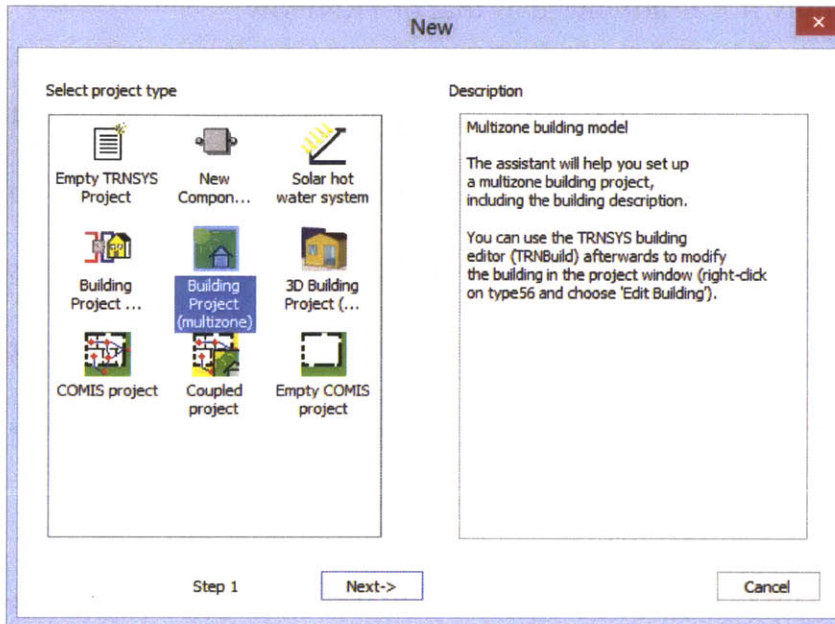 New
Select project type
Empty TRNSYS
Project
New
Compon...
Solar hot
water system
Building
Project ...
Building
Project
(multizone)
3D Building
Project (...
COMIS project
Coupled
project
Empty COMIS
project
Description
Multizone building model
The assistant will help you set up
a multizone building project,
including the building description.
You can use the TRNSYS building
editor (TRNBuild) afterwards to modify
the building in the project window (right-click
on type56 and choose 'Edit Building').
Step 1
Next->
Cancel